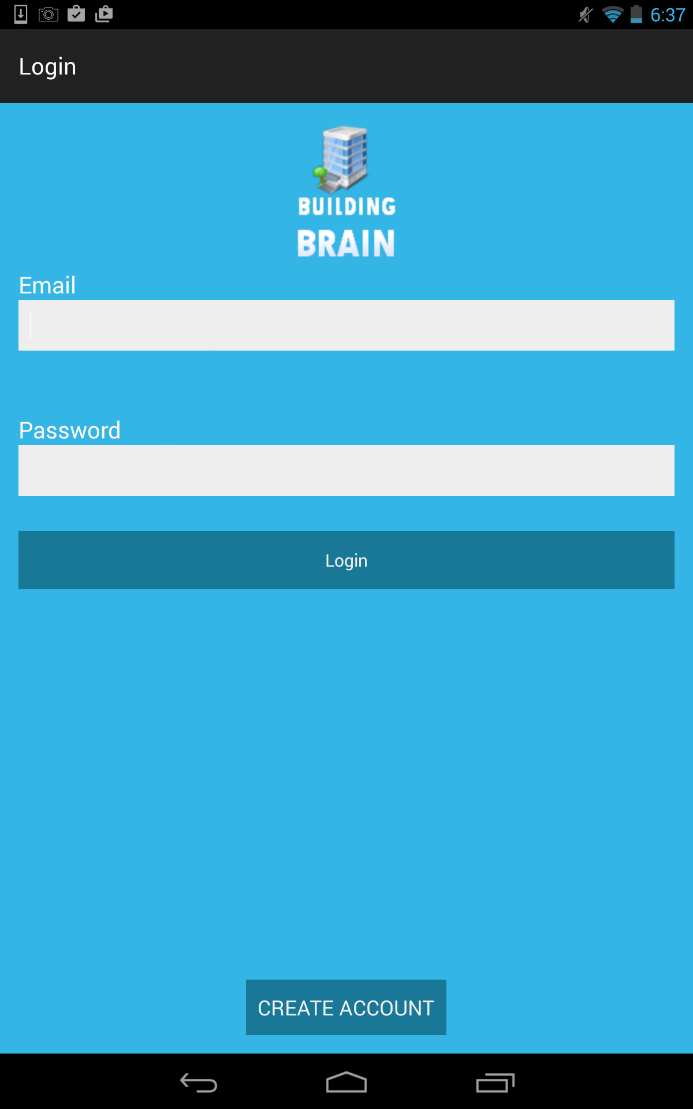 6:37
Login
BUILDING
BRAIN
Email
Password
Login
CREATE ACCOUNT